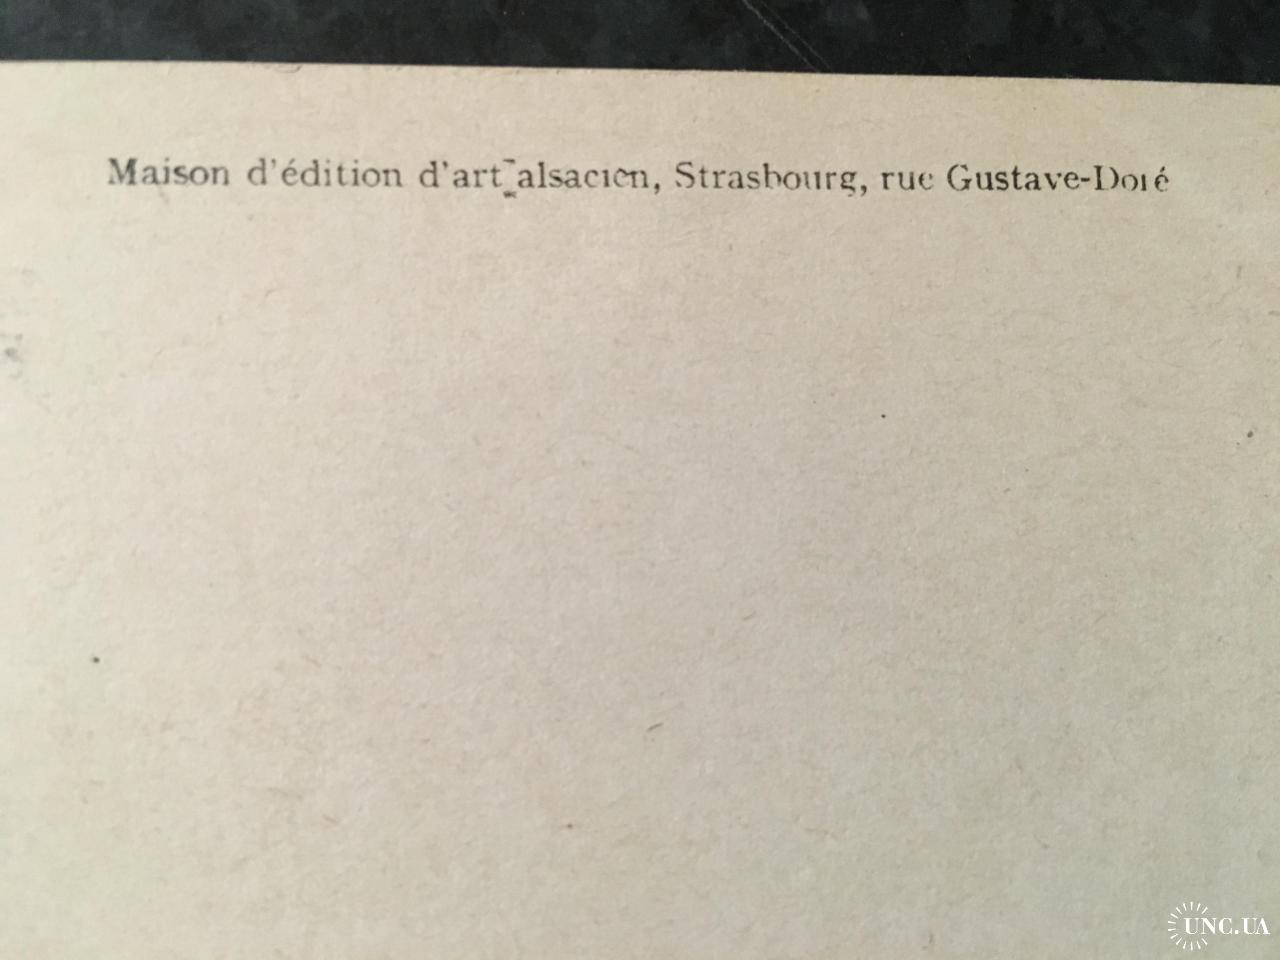 Maison d'édition d'art alsacien, Strasbourg, rue Gustave-Doré
UNC.UA